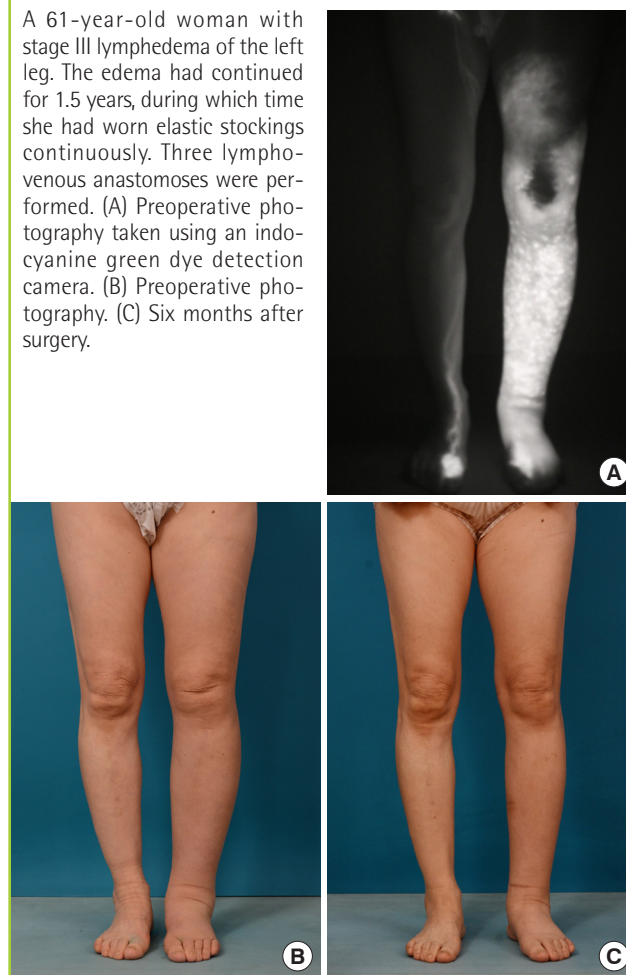 A 61-year-old woman with
stage III lymphedema of the left
leg. The edema had continued
for 1.5 years, during which time
she had worn elastic stockings
continuously. Three lympho-
venous anastomoses were per-
formed. (A) Preoperative pho-
tography taken using an indo-
cyanine green dye detection
camera. (B) Preoperative pho-
tography. (C) Six months after
surgery.
A
B
C